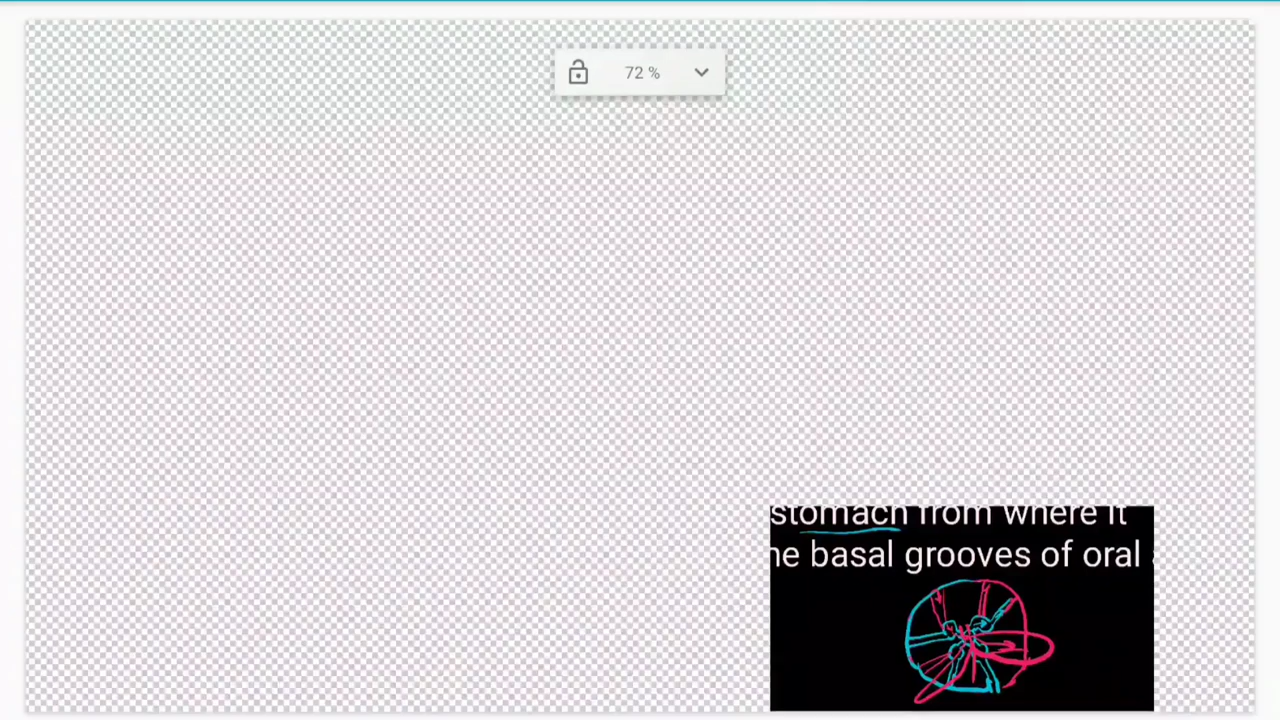 72 %
stomach from where it
he basal grooves of oral